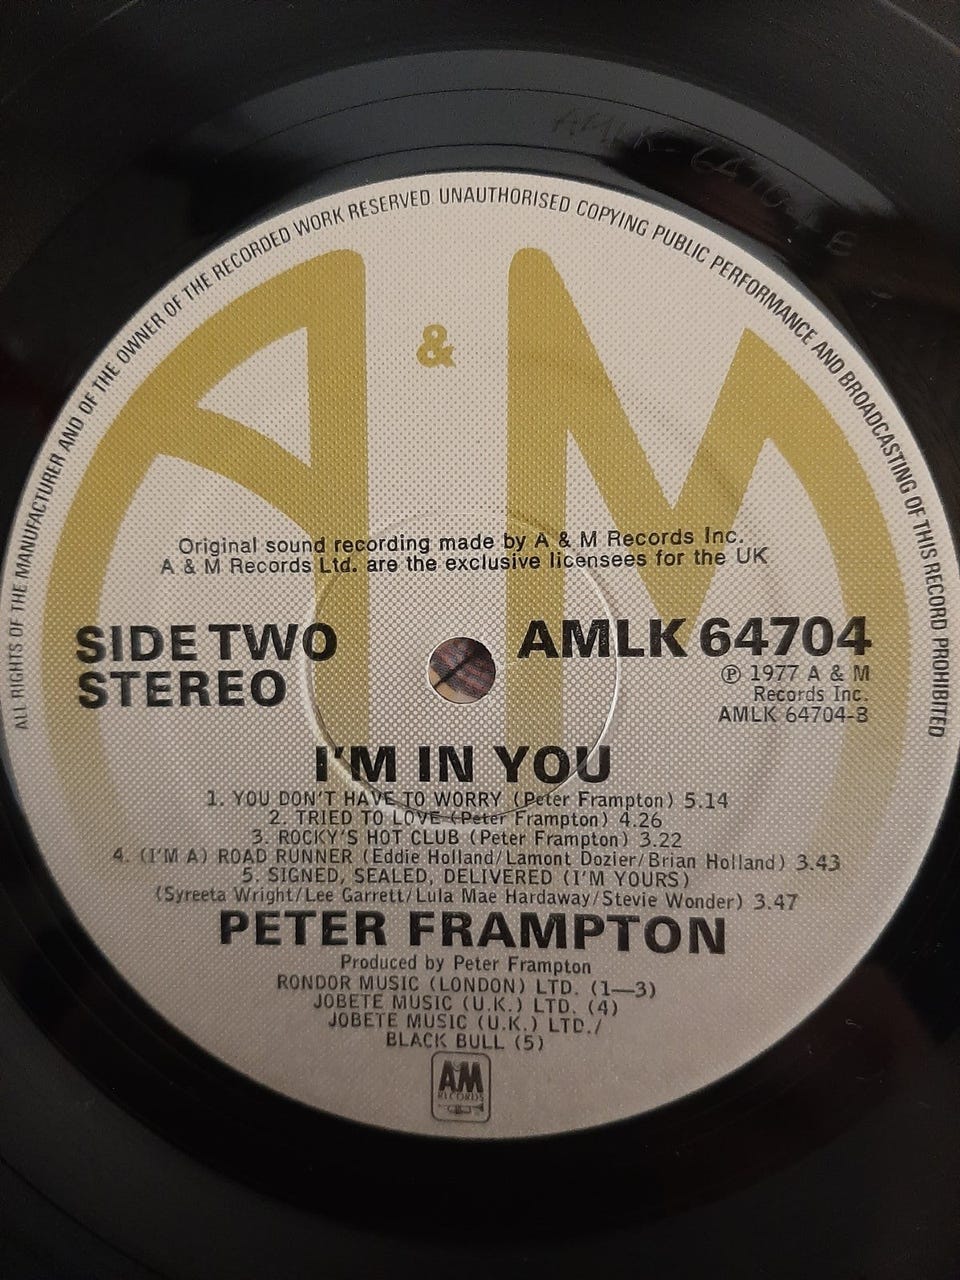 ALL RIGHTS OF THE MANUFACTURER AND OF THE OWNER OF THE RECORDED WORK RESERVED UNAUTHORISED COPYING PUBLIC PERFORMANCE AND BROADCASTING OF THIS RECORD PROHIBITED
A & M
Original sound recording made by A & M Records Inc.
A & M Records Ltd. are the exclusive licensees for the UK
SIDE TWO
STEREO
AMLK 64704
Ⓟ 1977 A & M
Records Inc.
AMLK 64704-B
I'M IN YOU
1. YOU DON'T HAVE TO WORRY (Peter Frampton) 5.14
2. TRIED TO LOVE (Peter Frampton) 4.26
3. ROCKY'S HOT CLUB (Peter Frampton) 3.22
4. (I'M A) ROAD RUNNER (Eddie Holland/Lamont Dozier/Brian Holland) 3.43
5. SIGNED, SEALED, DELIVERED (I'M YOURS)
(Syreeta Wright/Lee Garrett/Lula Mae Hardaway/Stevie Wonder) 3.47
PETER FRAMPTON
Produced by Peter Frampton
RONDOR MUSIC (LONDON) LTD. (1—3)
JOBETE MUSIC (U.K.) LTD. (4)
JOBETE MUSIC (U.K.) LTD./
BLACK BULL (5)
AM
RECORDS